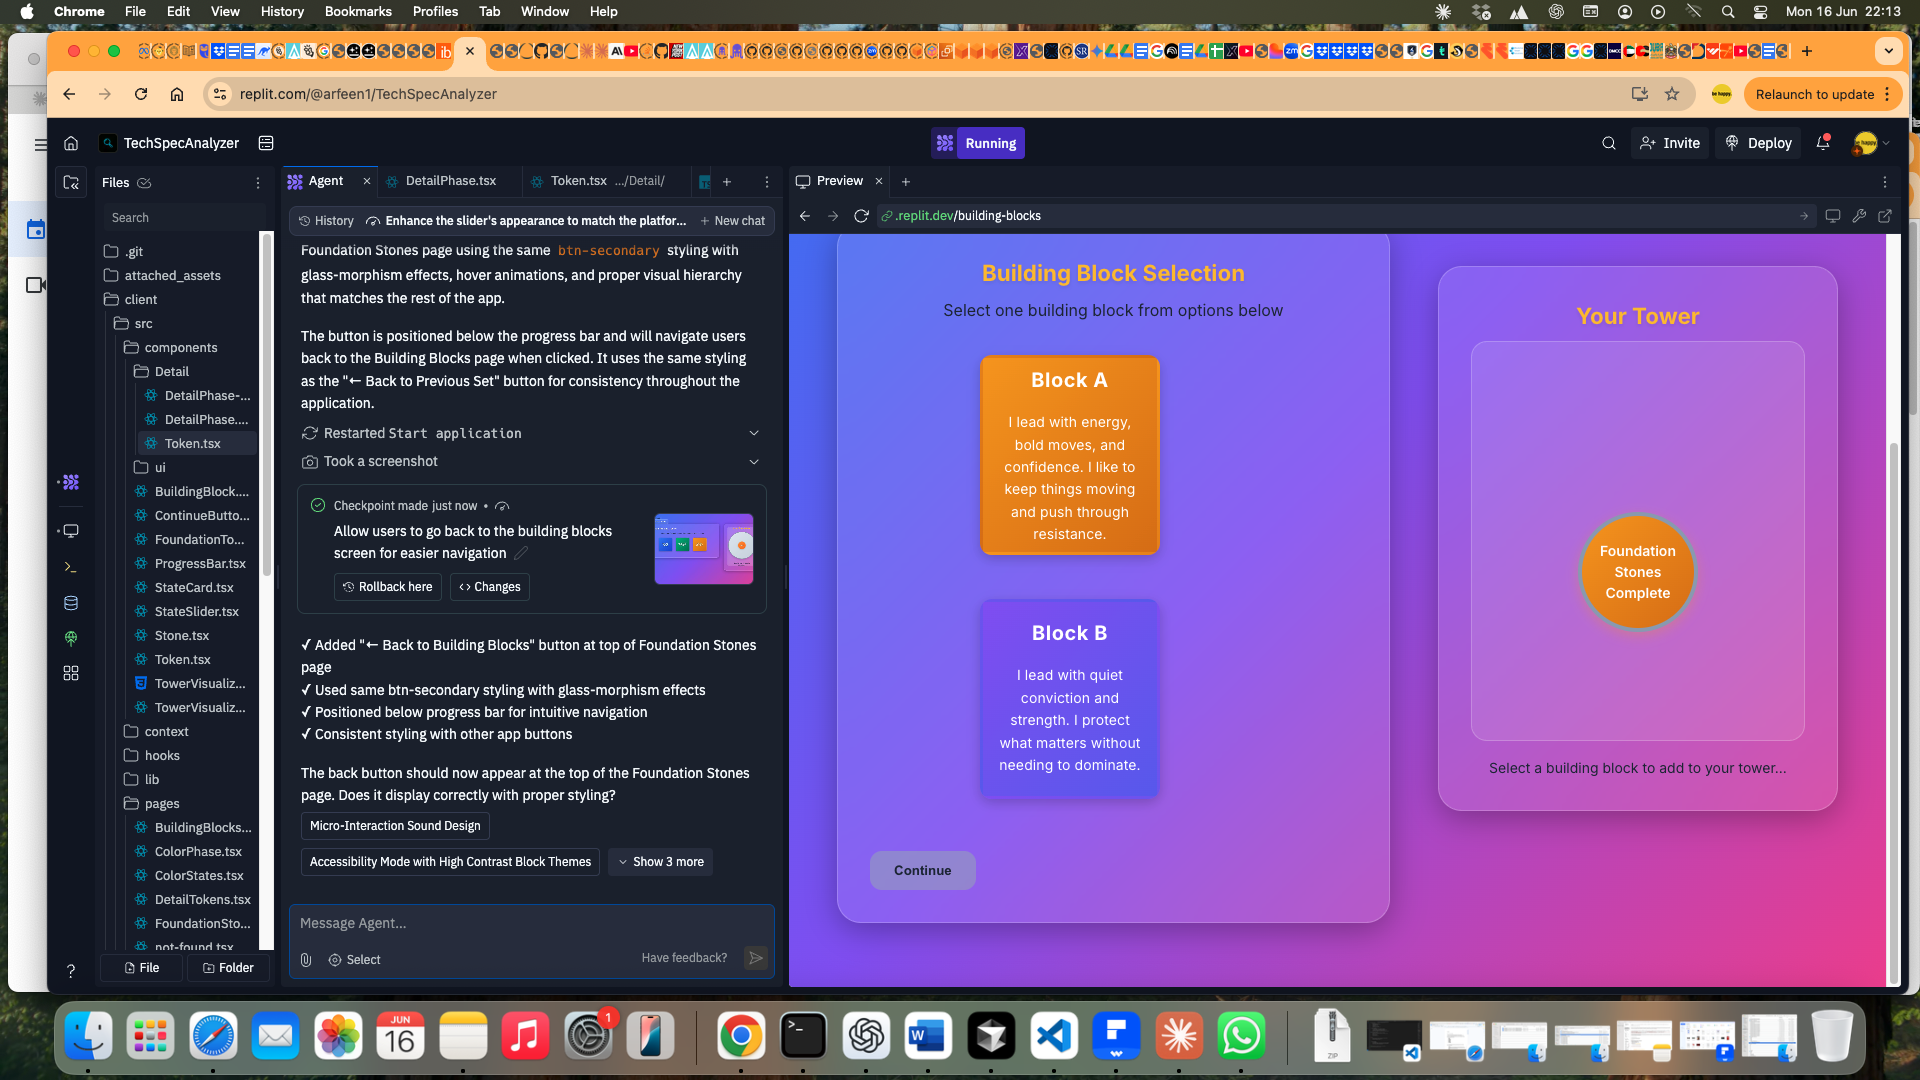 Chrome File Edit View History Bookmarks Profiles Tab Window Help Mon 16 Jun 22:13
replit.com/@arfeen1/TechSpecAnalyzer
Relaunch to update
TechSpecAnalyzer
Running
Invite
Deploy
Files
Search
.git
attached_assets
client
src
components
Detail
DetailPhase-...
DetailPhase....
Token.tsx
ui
BuildingBlock....
ContinueButto...
FoundationTo...
ProgressBar.tsx
StateCard.tsx
StateSlider.tsx
Stone.tsx
Token.tsx
TowerVisualiz...
TowerVisualiz...
context
hooks
lib
pages
BuildingBlocks...
ColorPhase.tsx
ColorStates.tsx
DetailTokens.tsx
FoundationSto...
not-found.tsx
File
Folder
Agent
DetailPhase.tsx
Token.tsx .../Detail/
History
Enhance the slider's appearance to match the platfor...
New chat
Foundation Stones page using the same btn-secondary styling with
glass-morphism effects, hover animations, and proper visual hierarchy
that matches the rest of the app.
The button is positioned below the progress bar and will navigate users
back to the Building Blocks page when clicked. It uses the same styling
as the "← Back to Previous Set" button for consistency throughout the
application.
Restarted Start application
Took a screenshot
Checkpoint made just now •
Allow users to go back to the building blocks
screen for easier navigation
Rollback here
Changes
✓ Added "← Back to Building Blocks" button at top of Foundation Stones
page
✓ Used same btn-secondary styling with glass-morphism effects
✓ Positioned below progress bar for intuitive navigation
✓ Consistent styling with other app buttons
The back button should now appear at the top of the Foundation Stones
page. Does it display correctly with proper styling?
Micro-Interaction Sound Design
Accessibility Mode with High Contrast Block Themes
Show 3 more
Message Agent...
Select
Have feedback?
Preview
.replit.dev/building-blocks
Building Block Selection
Select one building block from options below
Block A
I lead with energy,
bold moves, and
confidence. I like to
keep things moving
and push through
resistance.
Block B
I lead with quiet
conviction and
strength. I protect
what matters without
needing to dominate.
Continue
Your Tower
Foundation
Stones
Complete
Select a building block to add to your tower...
JUN
16
1
ZIP